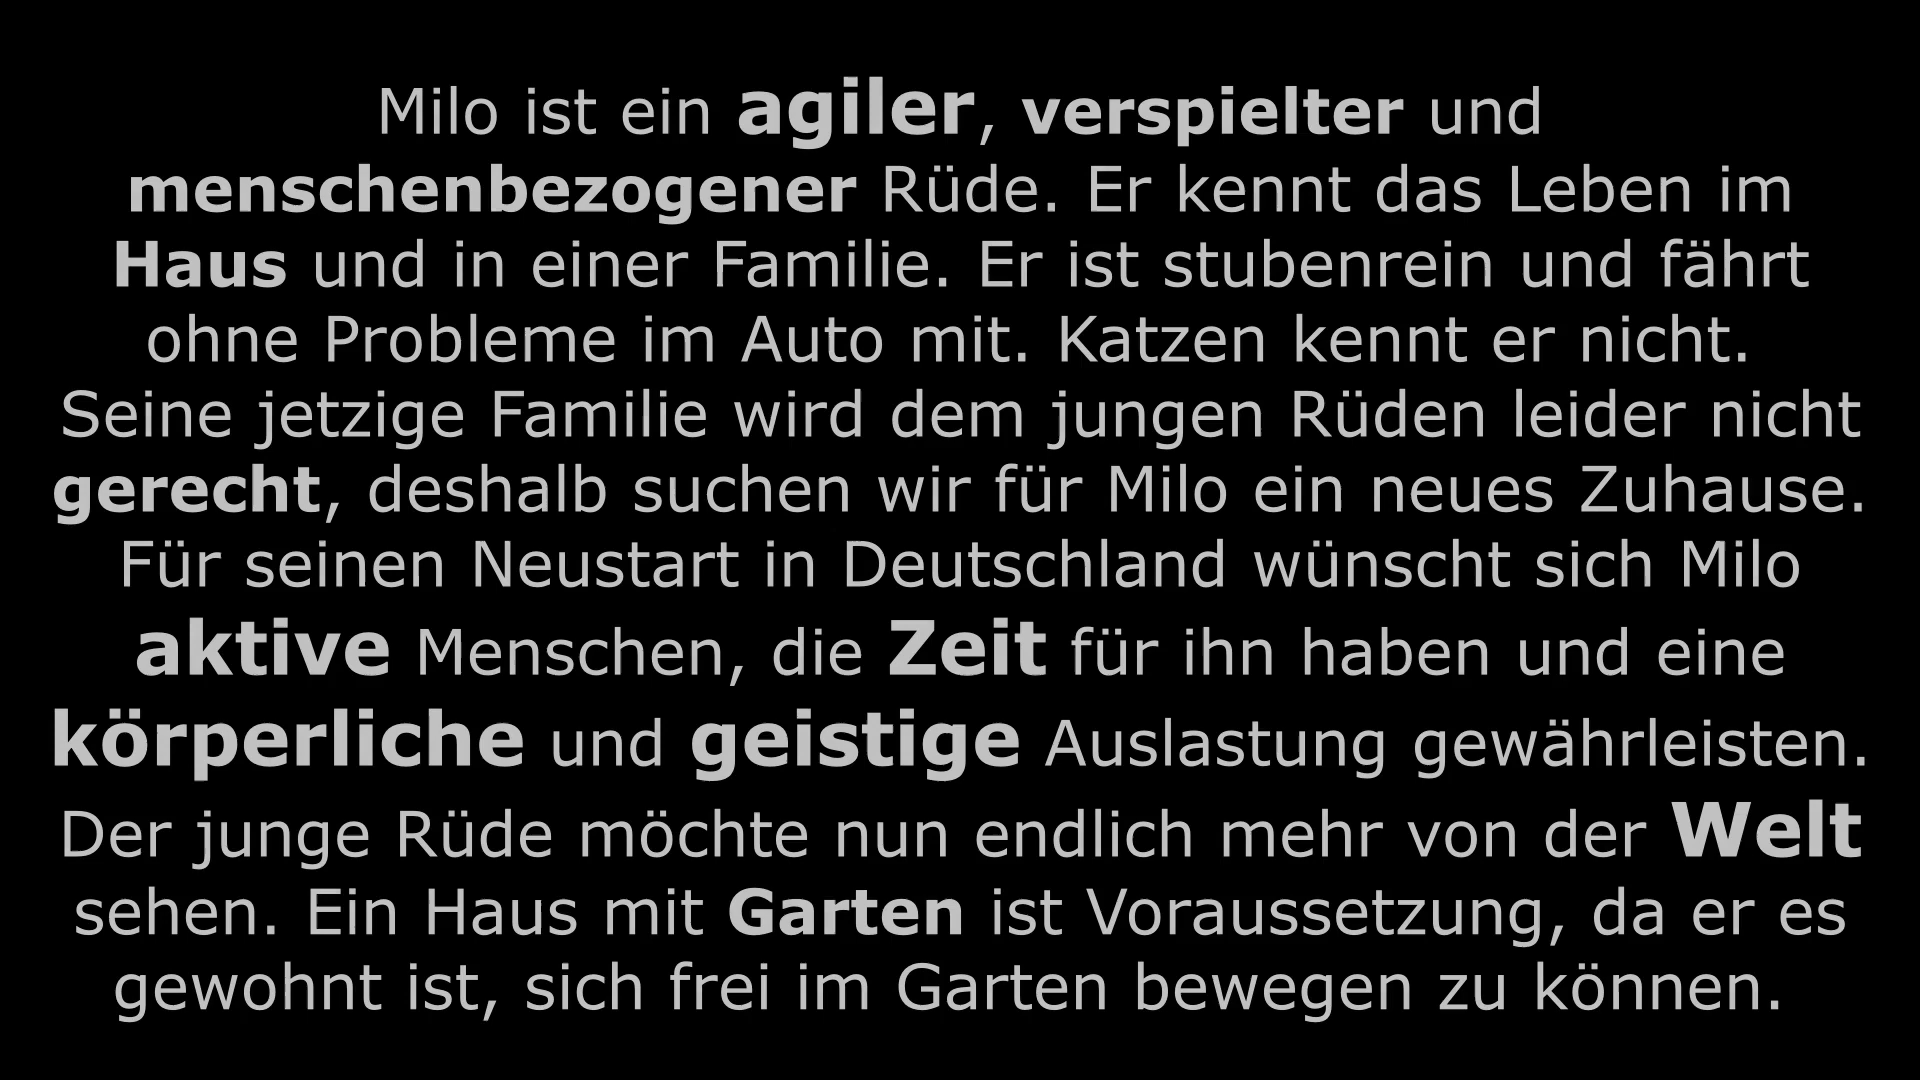 Milo ist ein agiler, verspielter und
menschenbezogener Rüde. Er kennt das Leben im
Haus und in einer Familie. Er ist stubenrein und fährt
ohne Probleme im Auto mit. Katzen kennt er nicht.
Seine jetzige Familie wird dem jungen Rüden leider nicht
gerecht, deshalb suchen wir für Milo ein neues Zuhause.
Für seinen Neustart in Deutschland wünscht sich Milo
aktive Menschen, die Zeit für ihn haben und eine
körperliche und geistige Auslastung gewährleisten.
Der junge Rüde möchte nun endlich mehr von der Welt
sehen. Ein Haus mit Garten ist Voraussetzung, da er es
gewohnt ist, sich frei im Garten bewegen zu können.